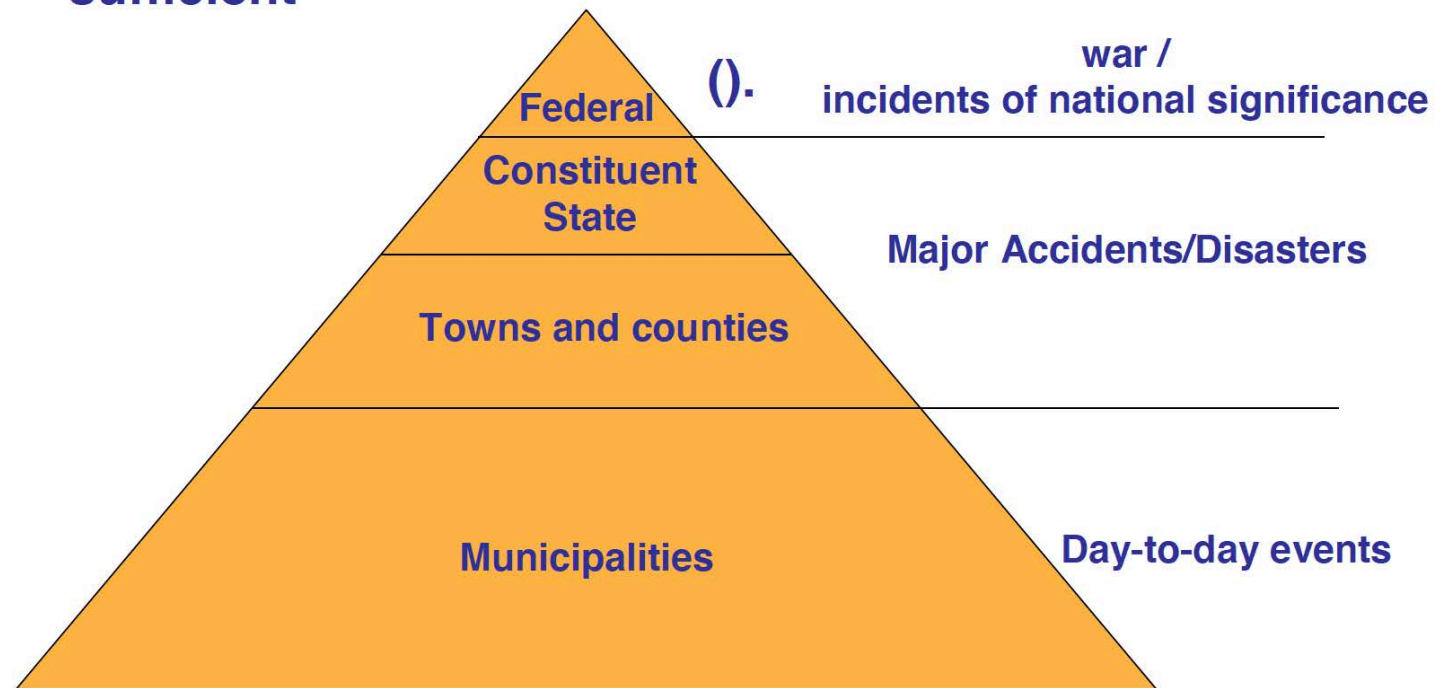 sufficient
Federal
().
war /
incidents of national significance
Constituent
State
Major Accidents/Disasters
Towns and counties
Municipalities
Day-to-day events